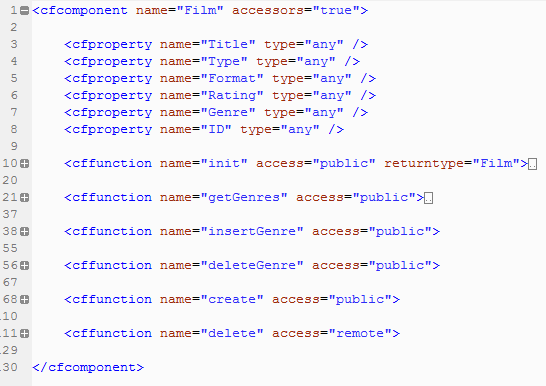 1 <cfcomponent name="Film" accessors="true">
2
3 <cfproperty name="Title" type="any" />
4 <cfproperty name="Type" type="any" />
5 <cfproperty name="Format" type="any" />
6 <cfproperty name="Rating" type="any" />
7 <cfproperty name="Genre" type="any" />
8 <cfproperty name="ID" type="any" />
9
10 <cffunction name="init" access="public" returntype="Film">
20
21 <cffunction name="getGenres" access="public">
37
38 <cffunction name="insertGenre" access="public">
55
56 <cffunction name="deleteGenre" access="public">
67
68 <cffunction name="create" access="public">
110
111 <cffunction name="delete" access="remote">
129
130 </cfcomponent>